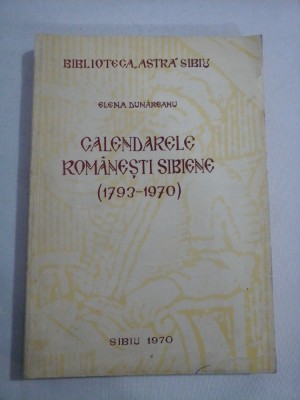 BIBLIOTECA „ASTRA” SIBIU
ELENA DUNĂREANU
CALENDARELE
ROMÂNEȘTI SIBIENE
(1793-1970)
SIBIU 1970